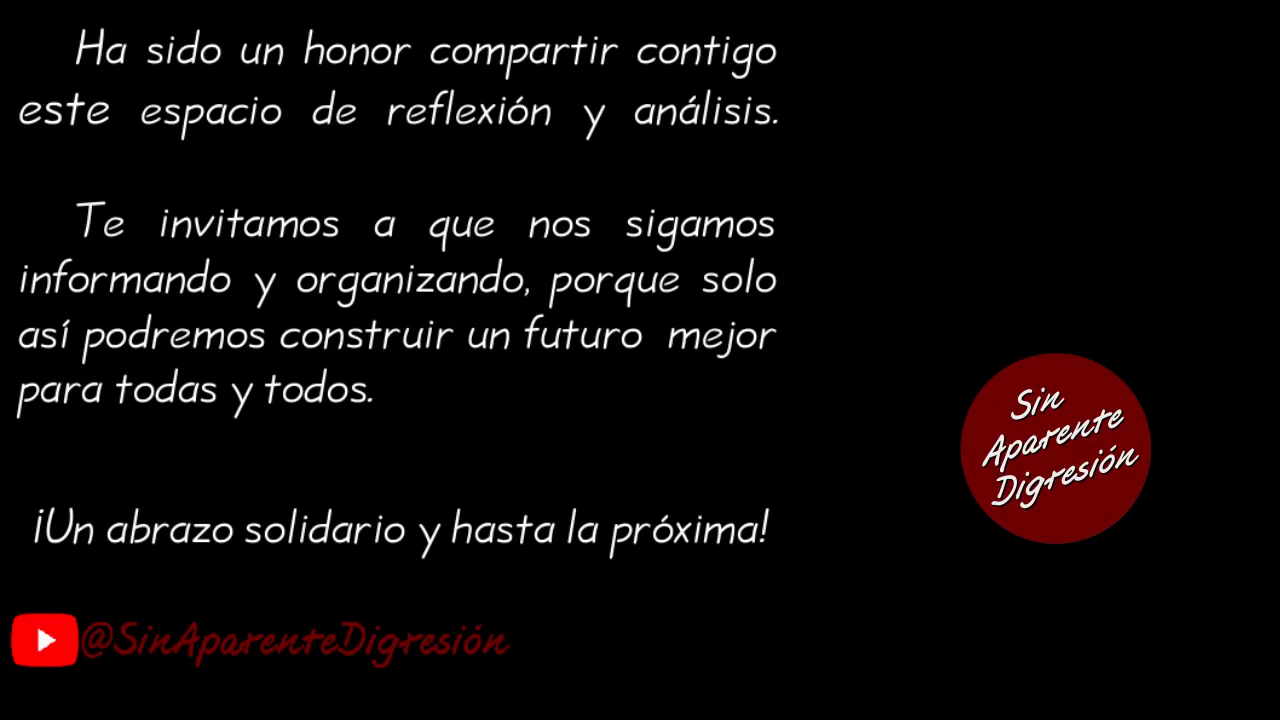 Ha sido un honor compartir contigo
este espacio de reflexión y análisis.
Te invitamos a que nos sigamos
informando y organizando, porque solo
así podremos construir un futuro mejor
para todas y todos.
¡Un abrazo solidario y hasta la próxima!
@SinAparenteDigresión
Sin
Aparente
Digresión